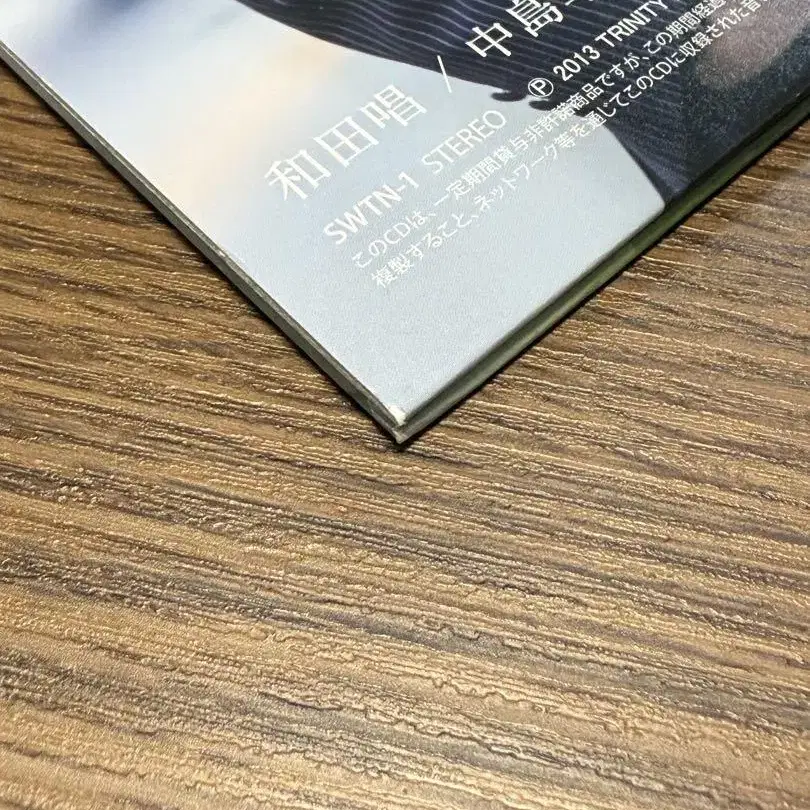 和田唱 / 中島
SWTN-1 STEREO Ⓟ 2013 TRINITY
このCDは、一定期間貸与非許諾商品ですが、この期間経過
複製すること、ネットワーク等を通じてこのCDに収録された音